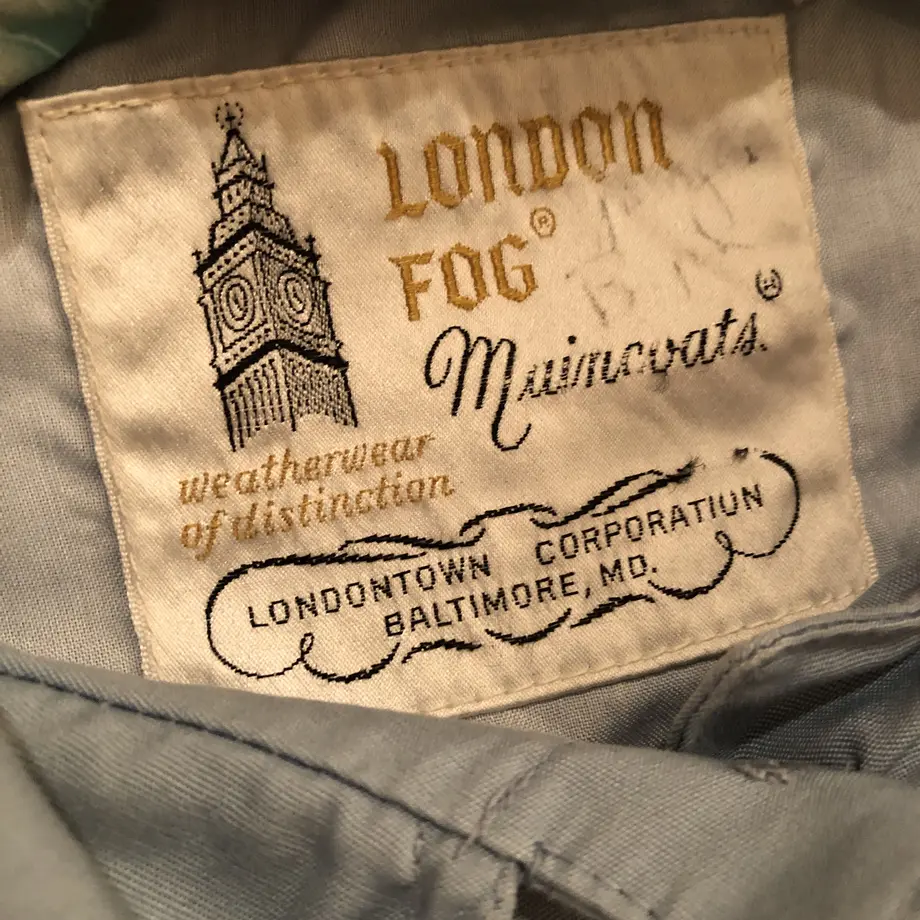 LONDON
FOG®
Maincoats.®
weatherwear
of distinction
LONDONTOWN CORPORATION
BALTIMORE, MD.